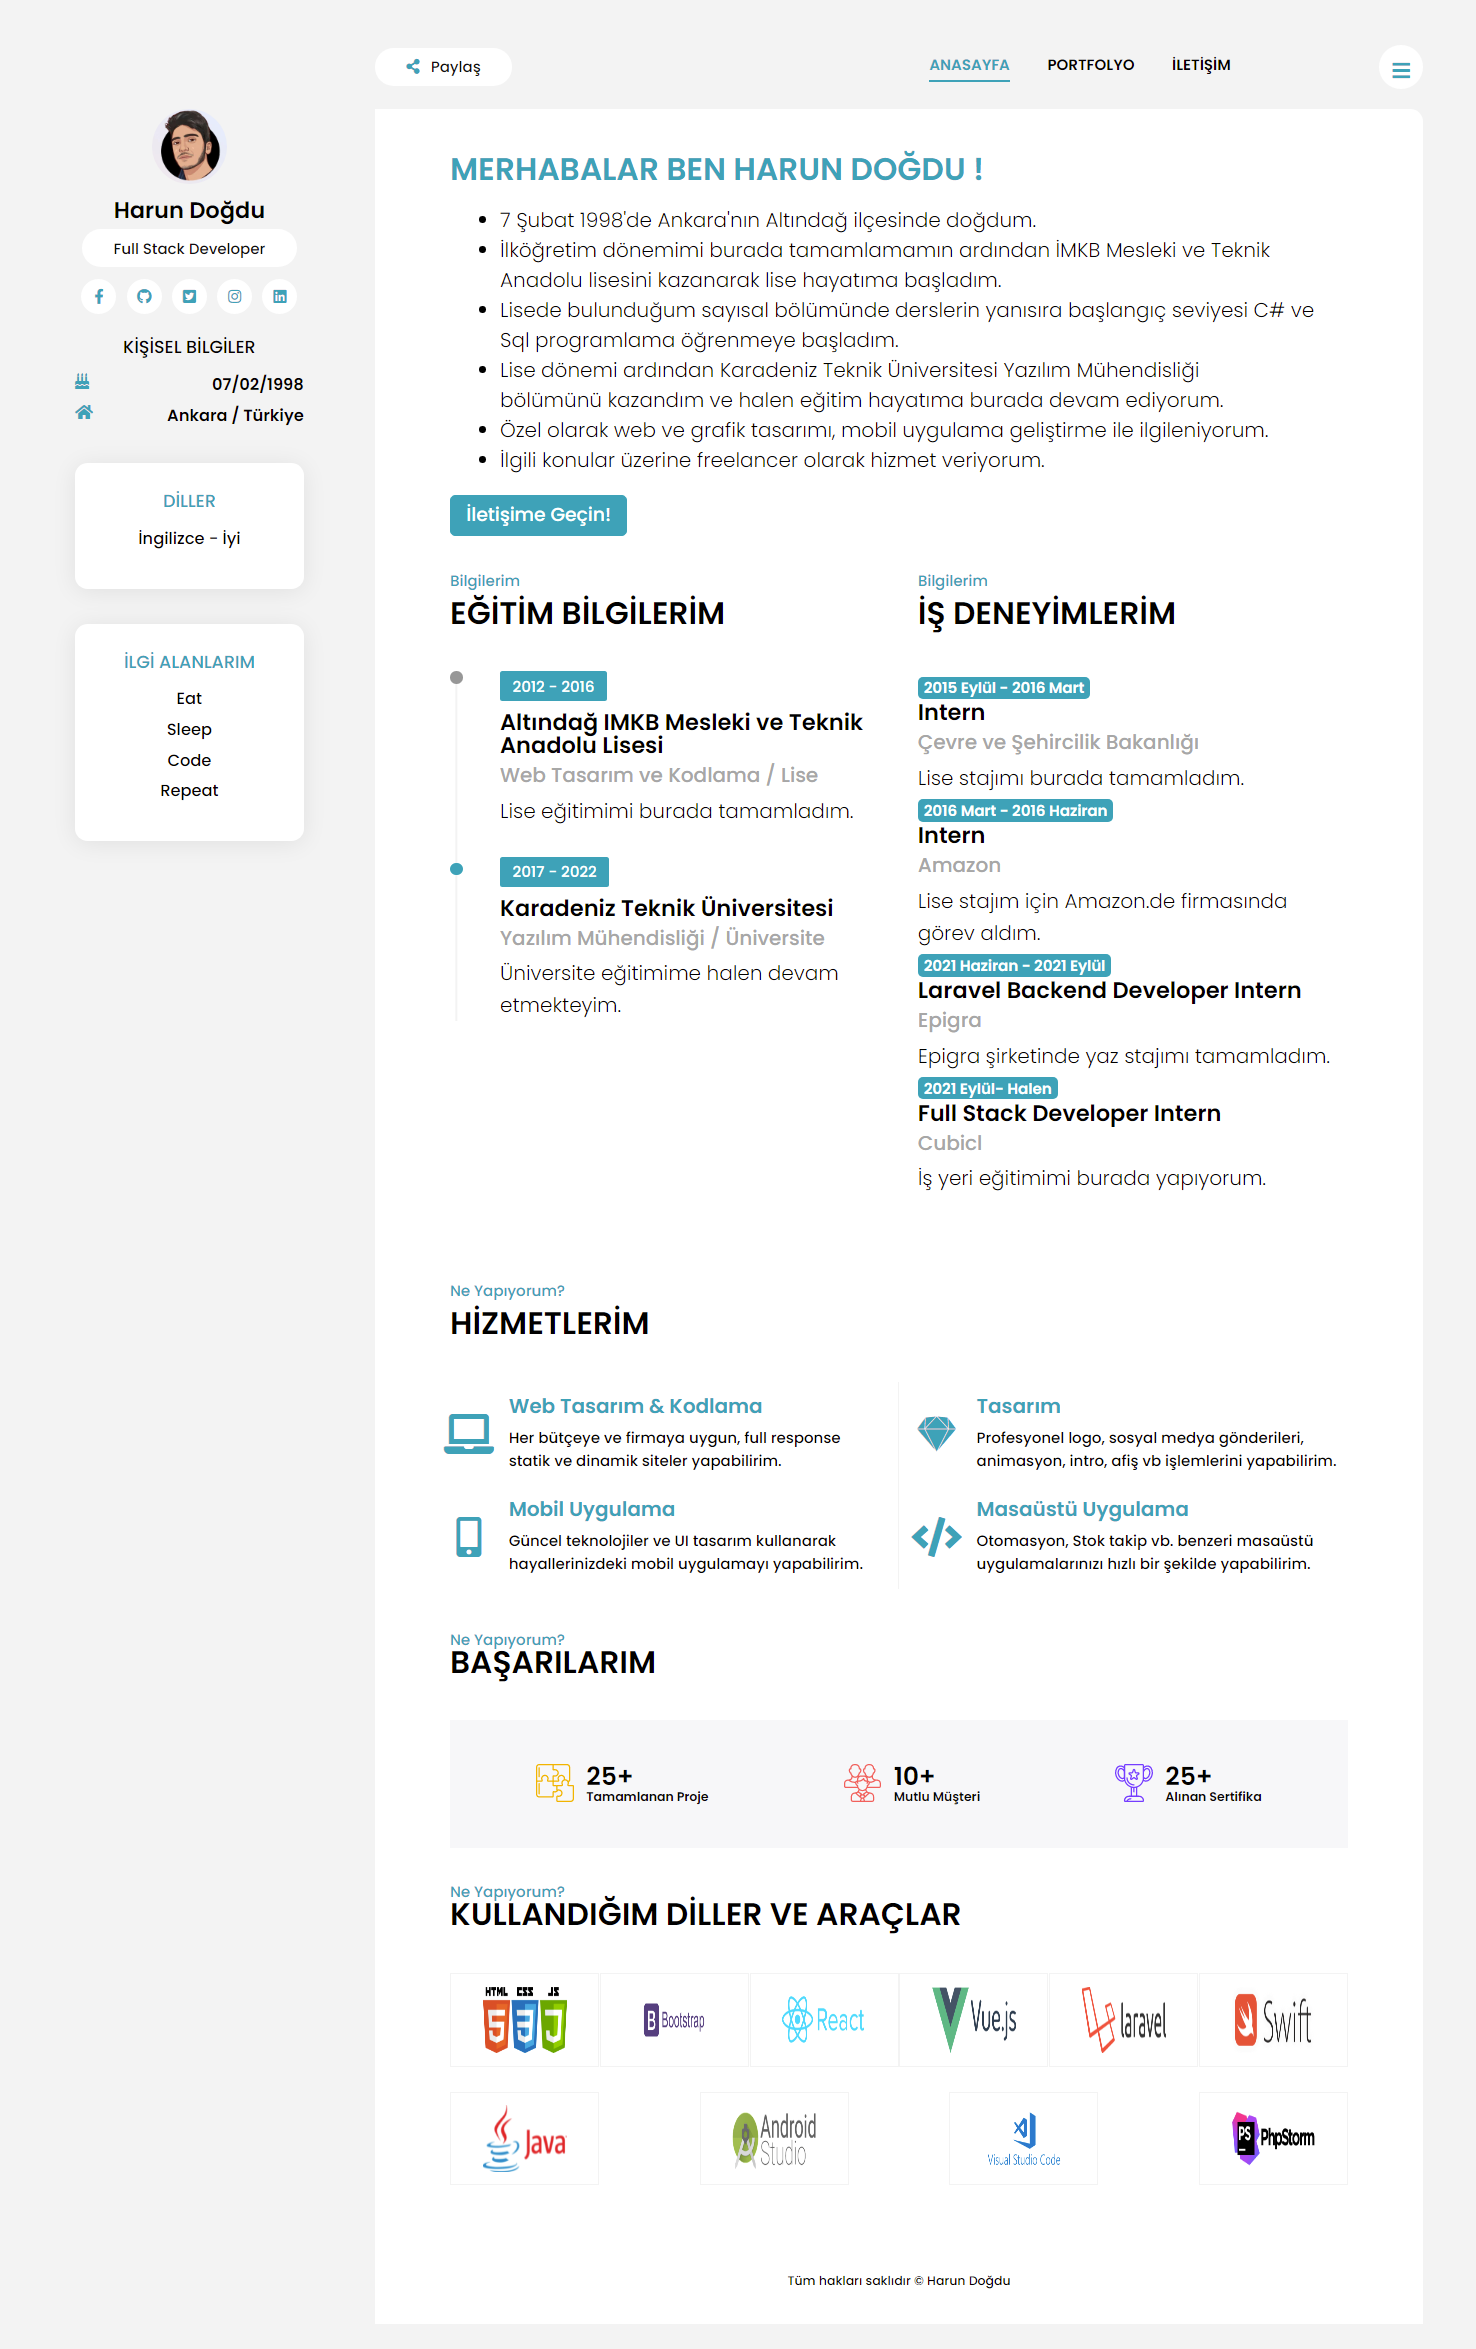 Paylaş
ANASAYFA
PORTFOLYO
İLETİŞİM
Harun Doğdu
Full Stack Developer
KİŞİSEL BİLGİLER
07/02/1998
Ankara / Türkiye
DİLLER
İngilizce - İyi
İLGİ ALANLARIM
Eat
Sleep
Code
Repeat
MERHABALAR BEN HARUN DOĞDU !
7 Şubat 1998'de Ankara'nın Altındağ ilçesinde doğdum.
İlköğretim dönemimi burada tamamlamamın ardından İMKB Mesleki ve Teknik
Anadolu lisesini kazanarak lise hayatıma başladım.
Lisede bulunduğum sayısal bölümünde derslerin yanısıra başlangıç seviyesi C# ve
Sql programlama öğrenmeye başladım.
Lise dönemi ardından Karadeniz Teknik Üniversitesi Yazılım Mühendisliği
bölümünü kazandım ve halen eğitim hayatıma burada devam ediyorum.
Özel olarak web ve grafik tasarımı, mobil uygulama geliştirme ile ilgileniyorum.
İlgili konular üzerine freelancer olarak hizmet veriyorum.
İletişime Geçin!
Bilgilerim
EĞİTİM BİLGİLERİM
2012 - 2016
Altındağ IMKB Mesleki ve Teknik
Anadolu Lisesi
Web Tasarım ve Kodlama / Lise
Lise eğitimimi burada tamamladım.
2017 - 2022
Karadeniz Teknik Üniversitesi
Yazılım Mühendisliği / Üniversite
Üniversite eğitimime halen devam
etmekteyim.
Bilgilerim
İŞ DENEYİMLERİM
2015 Eylül - 2016 Mart
Intern
Çevre ve Şehircilik Bakanlığı
Lise stajımı burada tamamladım.
2016 Mart - 2016 Haziran
Intern
Amazon
Lise stajım için Amazon.de firmasında
görev aldım.
2021 Haziran - 2021 Eylül
Laravel Backend Developer Intern
Epigra
Epigra şirketinde yaz stajımı tamamladım.
2021 Eylül- Halen
Full Stack Developer Intern
Cubicl
İş yeri eğitimimi burada yapıyorum.
Ne Yapıyorum?
HİZMETLERİM
Web Tasarım & Kodlama
Her bütçeye ve firmaya uygun, full response
statik ve dinamik siteler yapabilirim.
Tasarım
Profesyonel logo, sosyal medya gönderileri,
animasyon, intro, afiş vb işlemlerini yapabilirim.
Mobil Uygulama
Güncel teknolojiler ve UI tasarım kullanarak
hayallerinizdeki mobil uygulamayı yapabilirim.
Masaüstü Uygulama
Otomasyon, Stok takip vb. benzeri masaüstü
uygulamalarınızı hızlı bir şekilde yapabilirim.
Ne Yapıyorum?
BAŞARILARIM
25+
Tamamlanan Proje
10+
Mutlu Müşteri
25+
Alınan Sertifika
Ne Yapıyorum?
KULLANDIĞIM DİLLER VE ARAÇLAR
HTML CSS JS
B Bootstrap
React
Vue.js
laravel
Swift
Java
Android
Studio
Visual Studio Code
PS PhpStorm
Tüm hakları saklıdır © Harun Doğdu